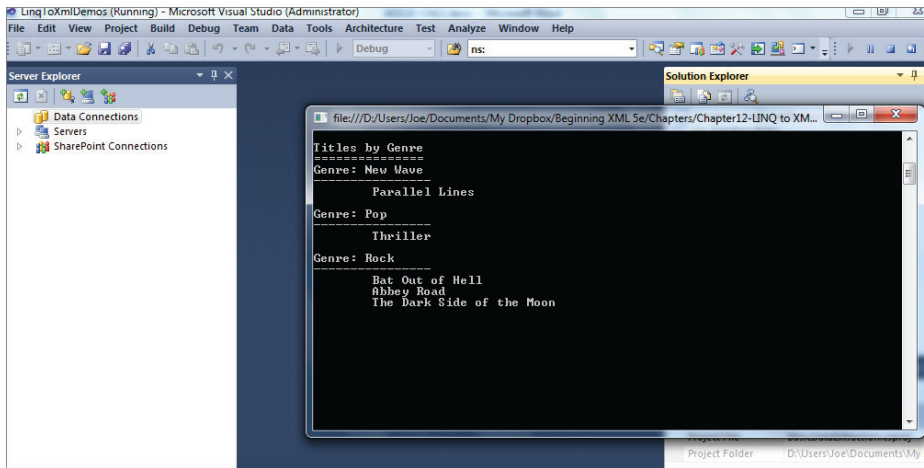 LinqToXmlDemos (Running) - Microsoft Visual Studio (Administrator)
File Edit View Project Build Debug Team Data Tools Architecture Test Analyze Window Help
Debug ns:
Server Explorer
Data Connections
Servers
SharePoint Connections
Solution Explorer
file:///D:/Users/Joe/Documents/My Dropbox/Beginning XML 5e/Chapters/Chapter12-LINQ to XM...
Titles by Genre
===============
Genre: New Wave
----------------
Parallel Lines
Genre: Pop
----------------
Thriller
Genre: Rock
----------------
Bat Out of Hell
Abbey Road
The Dark Side of the Moon
Project Folder D:\Users\Joe\Documents\My